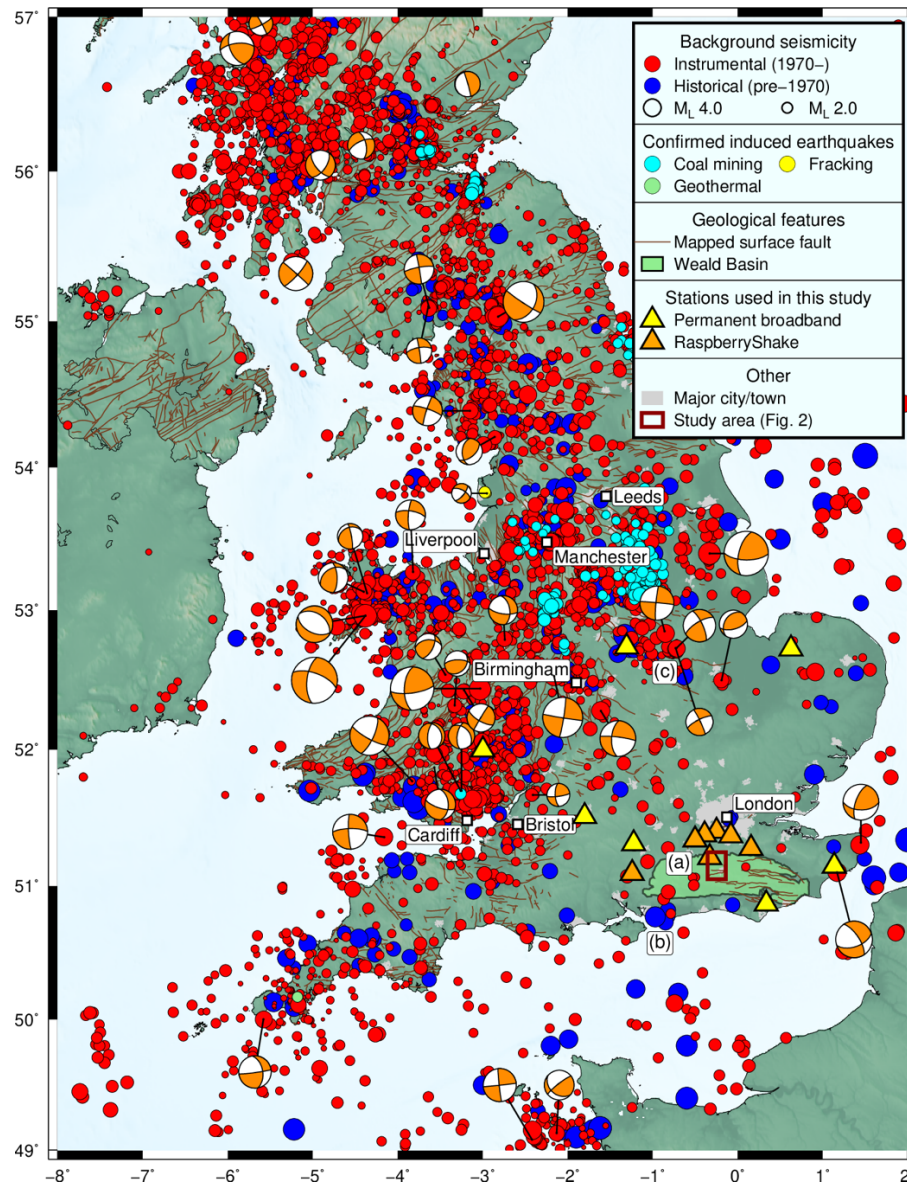 57°
56°
55°
54°
53°
52°
51°
50°
49°
−8
−7
−6
−5
−4
−3
−2
−1
0
1
2
Background seismicity
Instrumental (1970−)
Historical (pre−1970)
ML 4.0 ML 2.0
Confirmed induced earthquakes
Coal mining Fracking
Geothermal
Geological features
Mapped surface fault
Weald Basin
Stations used in this study
Permanent broadband
RaspberryShake
Other
Major city/town
Study area (Fig. 2)
Leeds
Liverpool
Manchester
Birmingham
(c)
London
Cardiff
Bristol
(a)
(b)